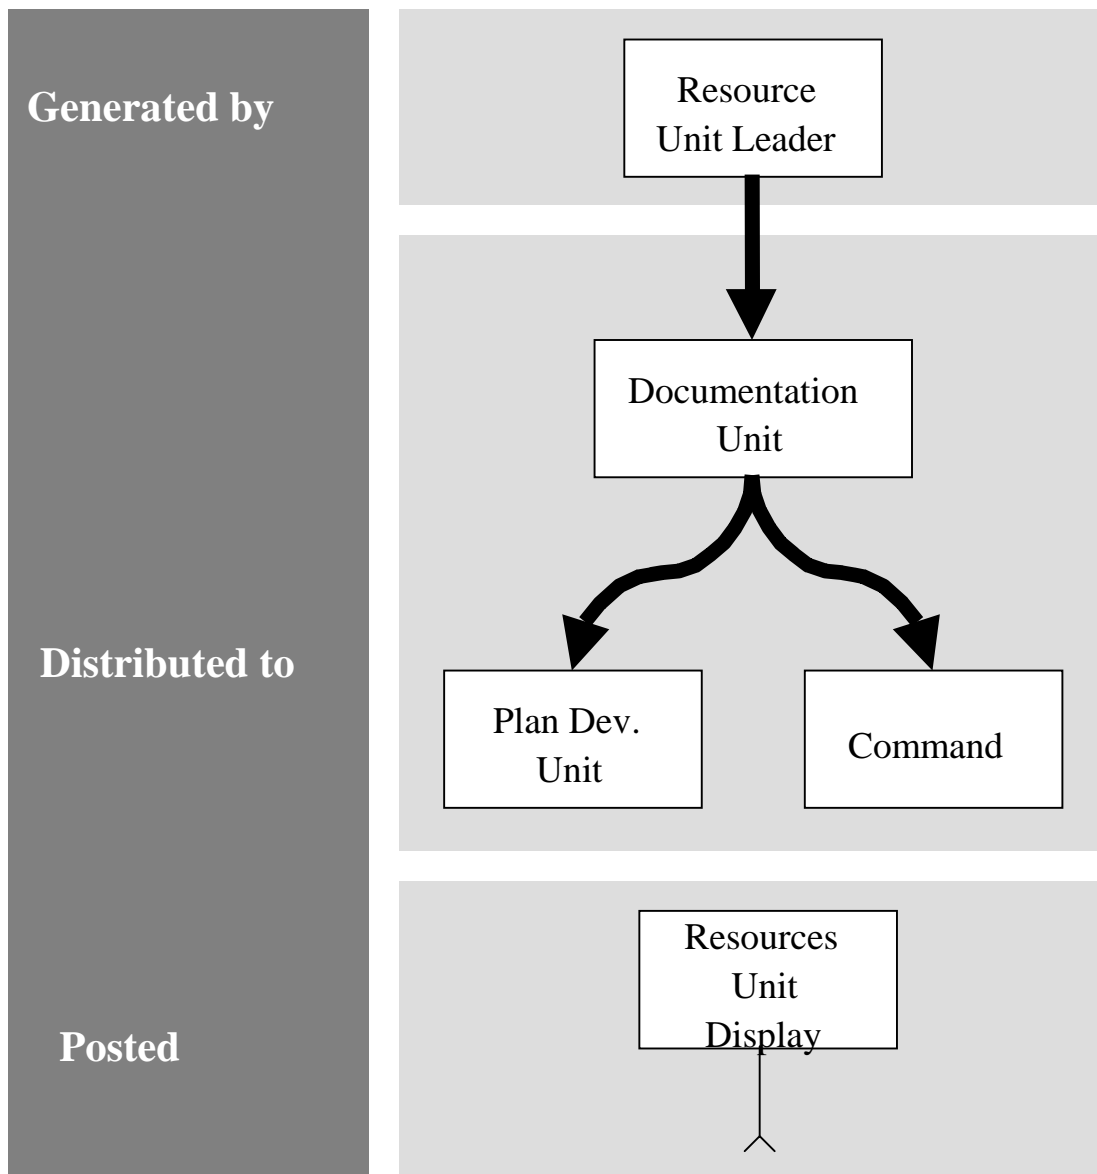 Generated by
Resource
Unit Leader
Documentation
Unit
Distributed to
Plan Dev.
Unit
Command
Posted
Resources
Unit
Display